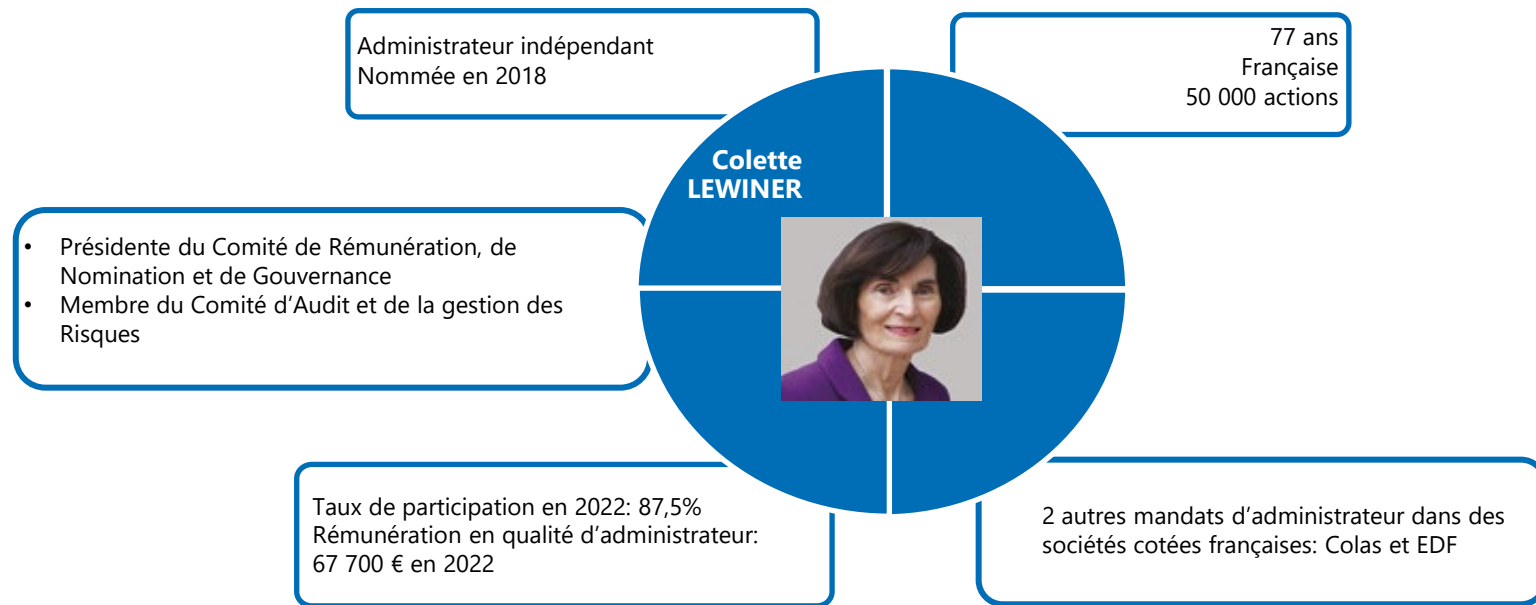 Administrateur indépendant
Nommée en 2018
77 ans
Française
50 000 actions
Colette
LEWINER
• Présidente du Comité de Rémunération, de
Nomination et de Gouvernance
• Membre du Comité d'Audit et de la gestion des
Risques
Taux de participation en 2022: 87,5%
Rémunération en qualité d'administrateur:
67 700 € en 2022
2 autres mandats d'administrateur dans des
sociétés cotées françaises: Colas et EDF